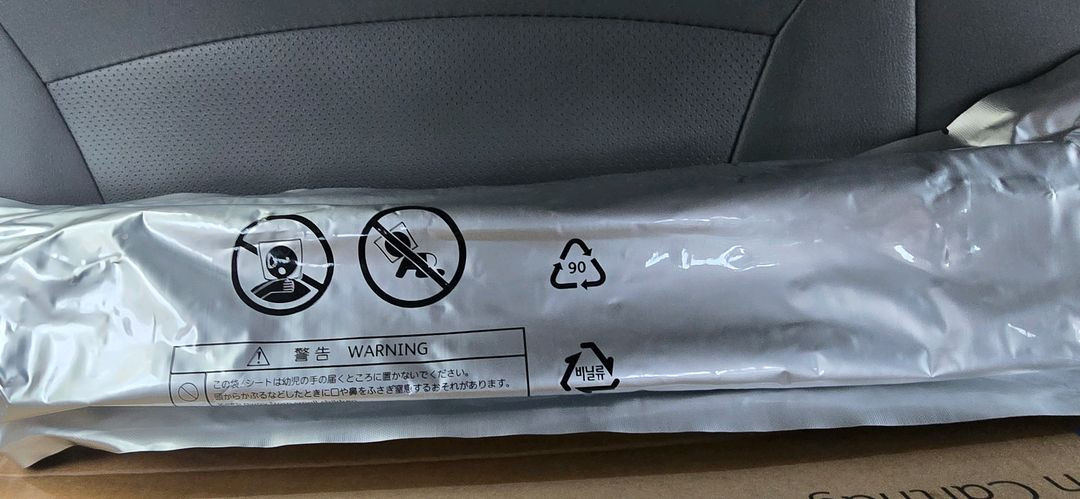 90
⚠ 警告 WARNING
この袋/シートは幼児の手の届くところに置かないでください。
頭からかぶるなどしたときに口や鼻をふさぎ窒息するおそれがあります。
비닐류
n Cartridg